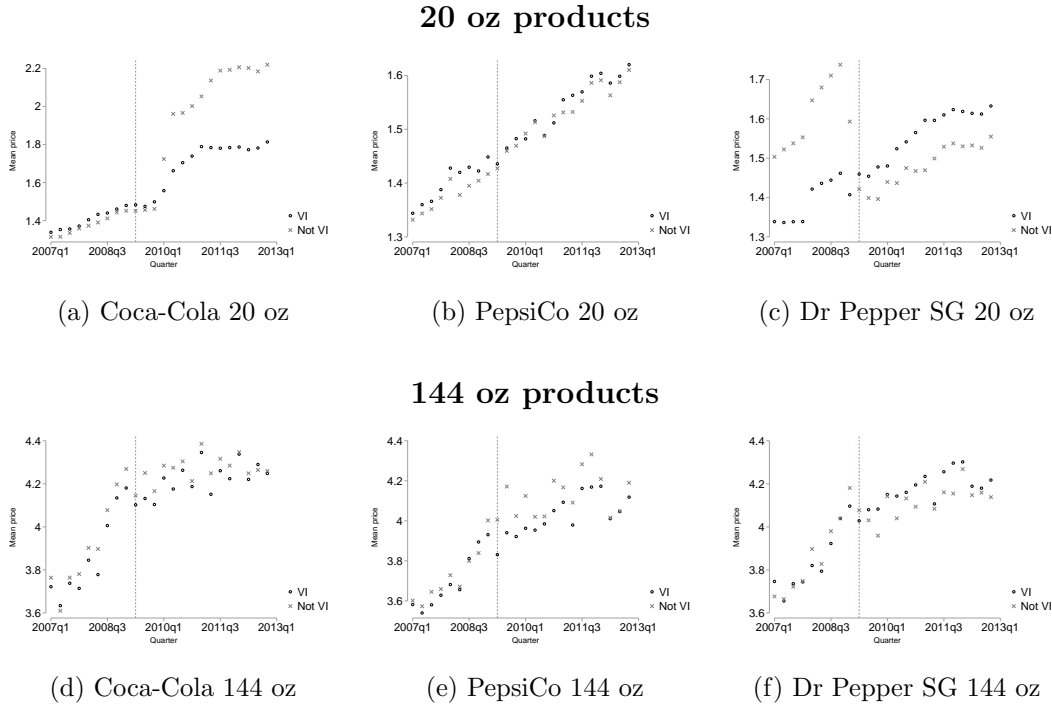 20 oz products
2.2
2
1.8
1.6
1.4
Mean price
2007q1 2008q3 2010q1 2011q3 2013q1
Quarter
VI
Not VI
(a) Coca-Cola 20 oz
1.6
1.5
1.4
1.3
Mean price
2007q1 2008q3 2010q1 2011q3 2013q1
Quarter
VI
Not VI
(b) PepsiCo 20 oz
1.7
1.6
1.5
1.4
1.3
Mean price
2007q1 2008q3 2010q1 2011q3 2013q1
Quarter
VI
Not VI
(c) Dr Pepper SG 20 oz
144 oz products
4.4
4.2
4
3.8
3.6
Mean price
2007q1 2008q3 2010q1 2011q3 2013q1
Quarter
VI
Not VI
(d) Coca-Cola 144 oz
4.4
4.2
4
3.8
3.6
Mean price
2007q1 2008q3 2010q1 2011q3 2013q1
Quarter
VI
Not VI
(e) PepsiCo 144 oz
4.4
4.2
4
3.8
3.6
Mean price
2007q1 2008q3 2010q1 2011q3 2013q1
Quarter
VI
Not VI
(f) Dr Pepper SG 144 oz